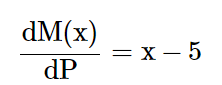 dM(x)
dP
= x − 5